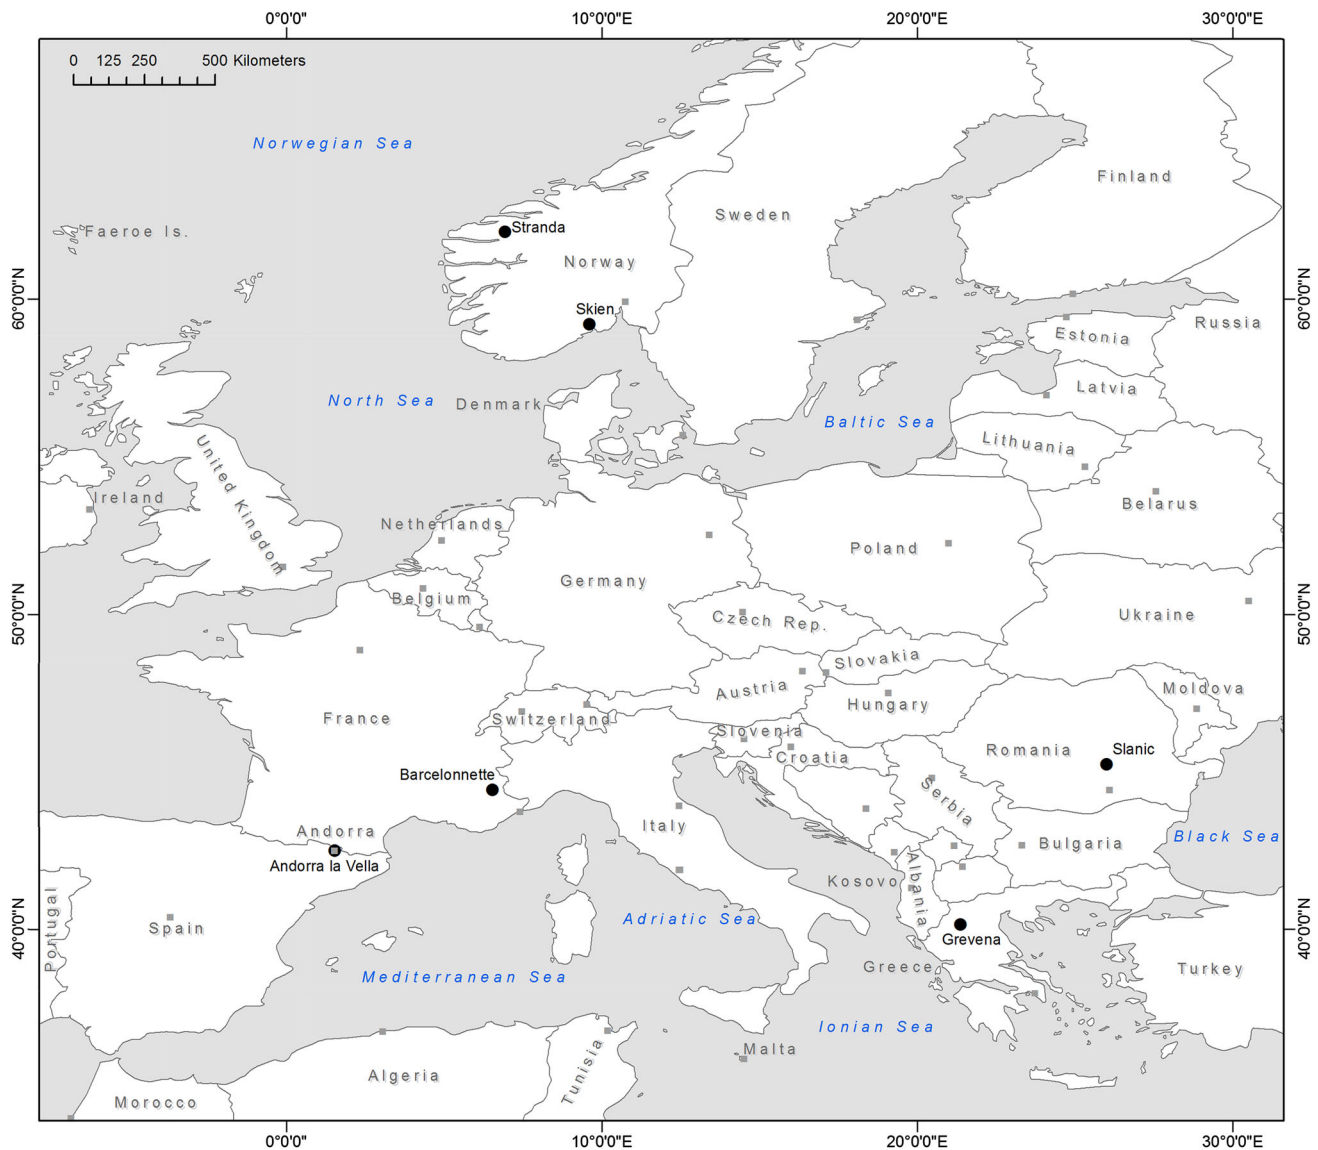 0°0'0" 10°0'0"E 20°0'0"E 30°0'0"E
0 125 250 500 Kilometers
Norwegian Sea
Finland
Sweden
Faeroe Is.
Stranda
Norway
60°0'0"N
60°0'0"N
Skien
Russia
Estonia
Latvia
North Sea
Denmark
Baltic Sea
Lithuania
United Kingdom
Ireland
Belarus
Netherlands
Poland
Germany
Belgium
50°0'0"N
50°0'0"N
Ukraine
Czech Rep.
Slovakia
Austria
Moldova
Hungary
France
Switzerland
Slovenia
Croatia
Romania
Slanic
Barcelonnette
Serbia
Italy
Andorra
Black Sea
Bulgaria
Andorra la Vella
Kosovo
Albania
Portugal
Spain
Adriatic Sea
40°0'0"N
40°0'0"N
Grevena
Greece
Turkey
Mediterranean Sea
Ionian Sea
Malta
Tunisia
Algeria
Morocco
0°0'0" 10°0'0"E 20°0'0"E 30°0'0"E